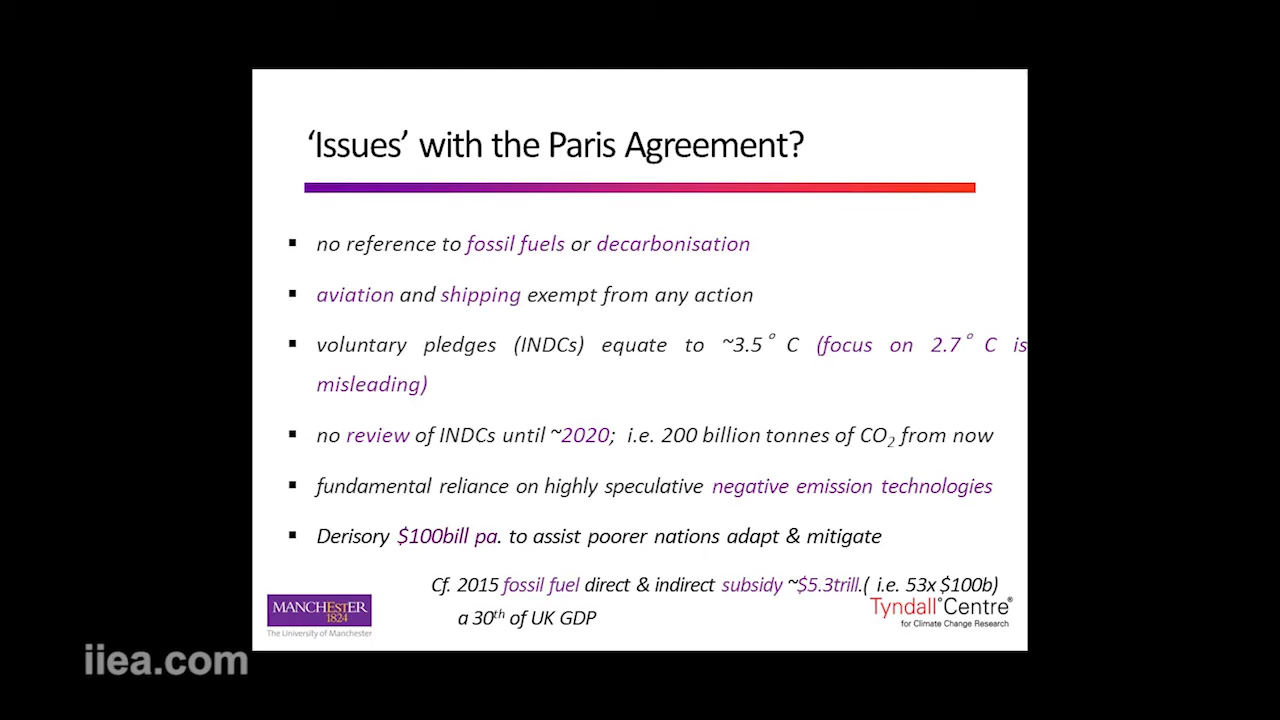 ‘Issues’ with the Paris Agreement?
▪ no reference to fossil fuels or decarbonisation
▪ aviation and shipping exempt from any action
▪ voluntary pledges (INDCs) equate to ~3.5°C (focus on 2.7°C is
misleading)
▪ no review of INDCs until ~2020; i.e. 200 billion tonnes of CO₂ from now
▪ fundamental reliance on highly speculative negative emission technologies
▪ Derisory $100bill pa. to assist poorer nations adapt & mitigate
Cf. 2015 fossil fuel direct & indirect subsidy ~$5.3trill.( i.e. 53x $100b)
a 30th of UK GDP
MANCHESTER
1824
The University of Manchester
Tyndall°Centre®
for Climate Change Research
iiea.com